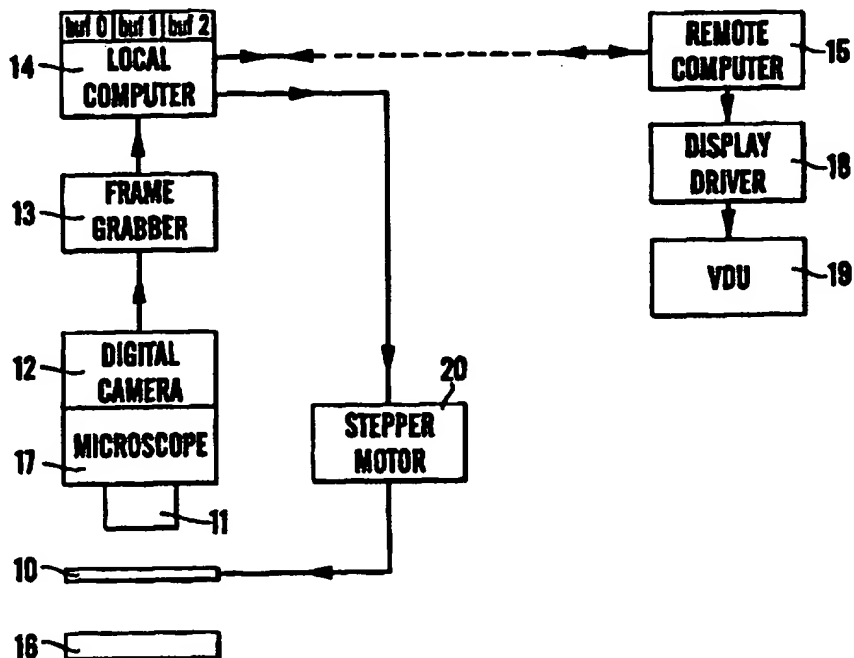 buf 0 buf 1 buf 2
14
LOCAL
COMPUTER
REMOTE
COMPUTER
15
13
FRAME
GRABBER
DISPLAY
DRIVER
18
VDU
19
12
DIGITAL
CAMERA
20
STEPPER
MOTOR
MICROSCOPE
17
11
10
16